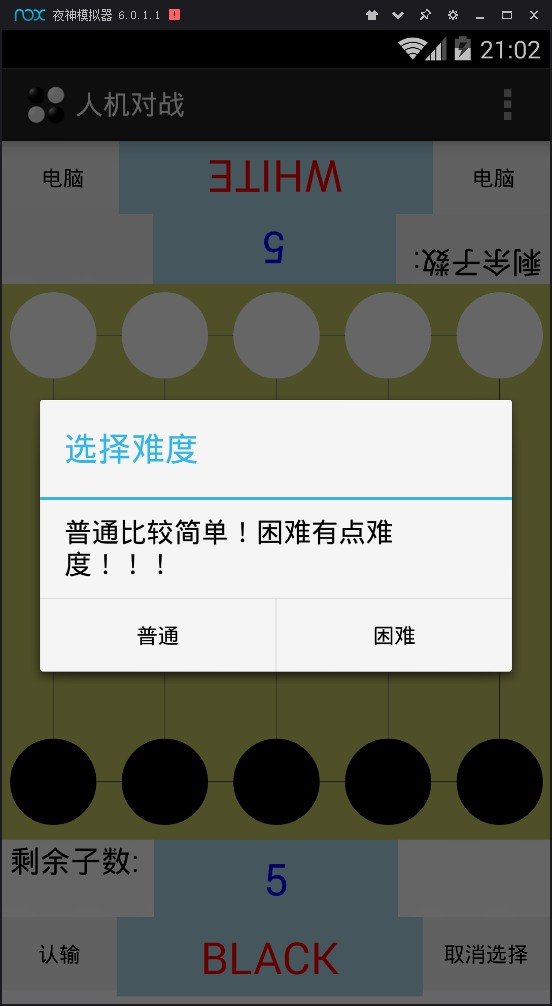 nox 夜神模拟器 6.0.1.1
21:02
人机对战
电脑 WHITE 电脑
5
剩余子数:
选择难度
普通比较简单！困难有点难
度！！！
普通 困难
剩余子数: 5
认输 BLACK 取消选择